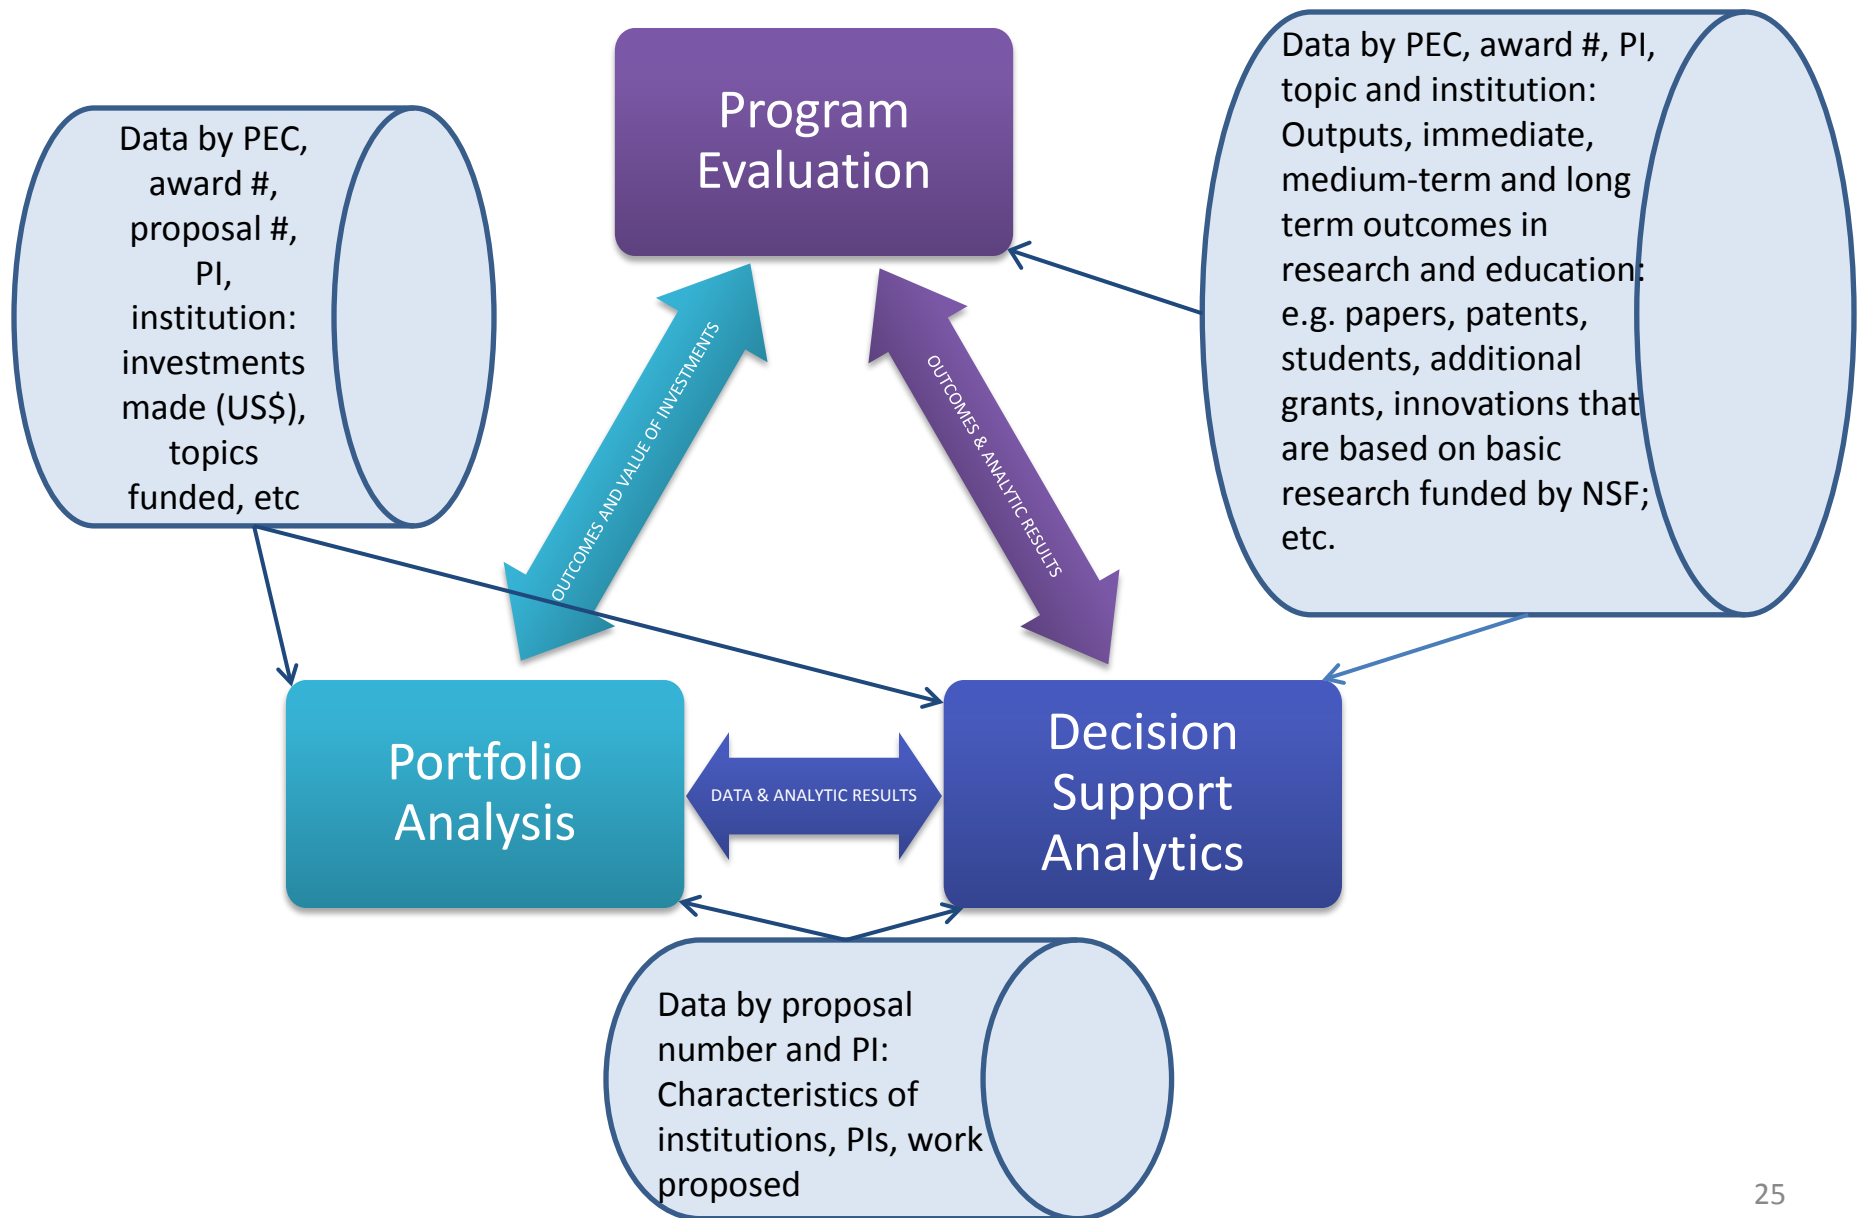 Program
Evaluation
Data by PEC,
award #,
proposal #,
PI,
institution:
investments
made (US$),
topics
funded, etc
Data by PEC, award #, PI,
topic and institution:
Outputs, immediate,
medium-term and long
term outcomes in
research and education:
e.g. papers, patents,
students, additional
grants, innovations that
are based on basic
research funded by NSF;
etc.
OUTCOMES AND VALUE OF INVESTMENTS
OUTCOMES & ANALYTIC RESULTS
Portfolio
Analysis
DATA & ANALYTIC RESULTS
Decision
Support
Analytics
Data by proposal
number and PI:
Characteristics of
institutions, PIs, work
proposed
25